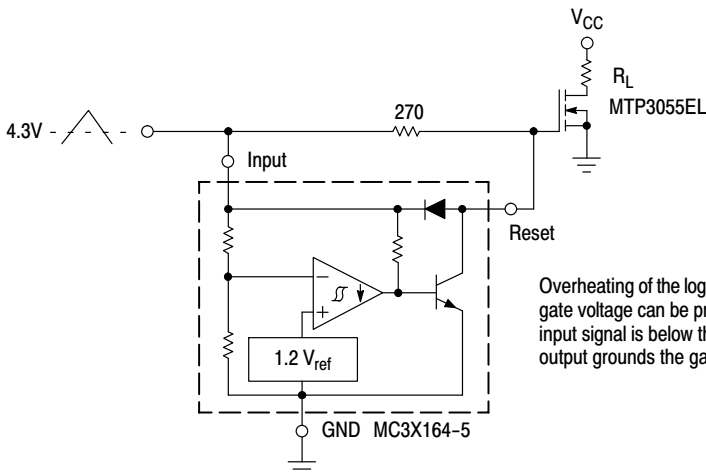 VCC
RL
MTP3055EL
270
4.3V
Input
Reset
−
+
1.2 Vref
GND MC3X164-5
Overheating of the log
gate voltage can be pr
input signal is below th
output grounds the ga